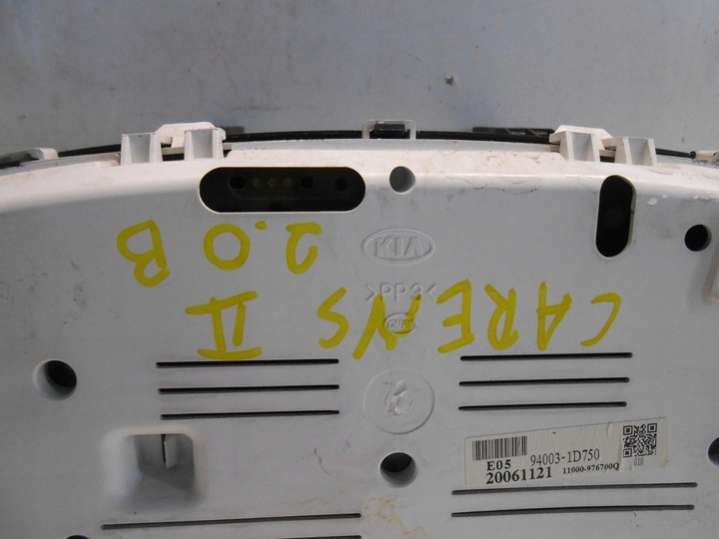 KIA
>PP3<
CARENS II
2.0B
E05 94003-1D750
20061121 11000-976700Q